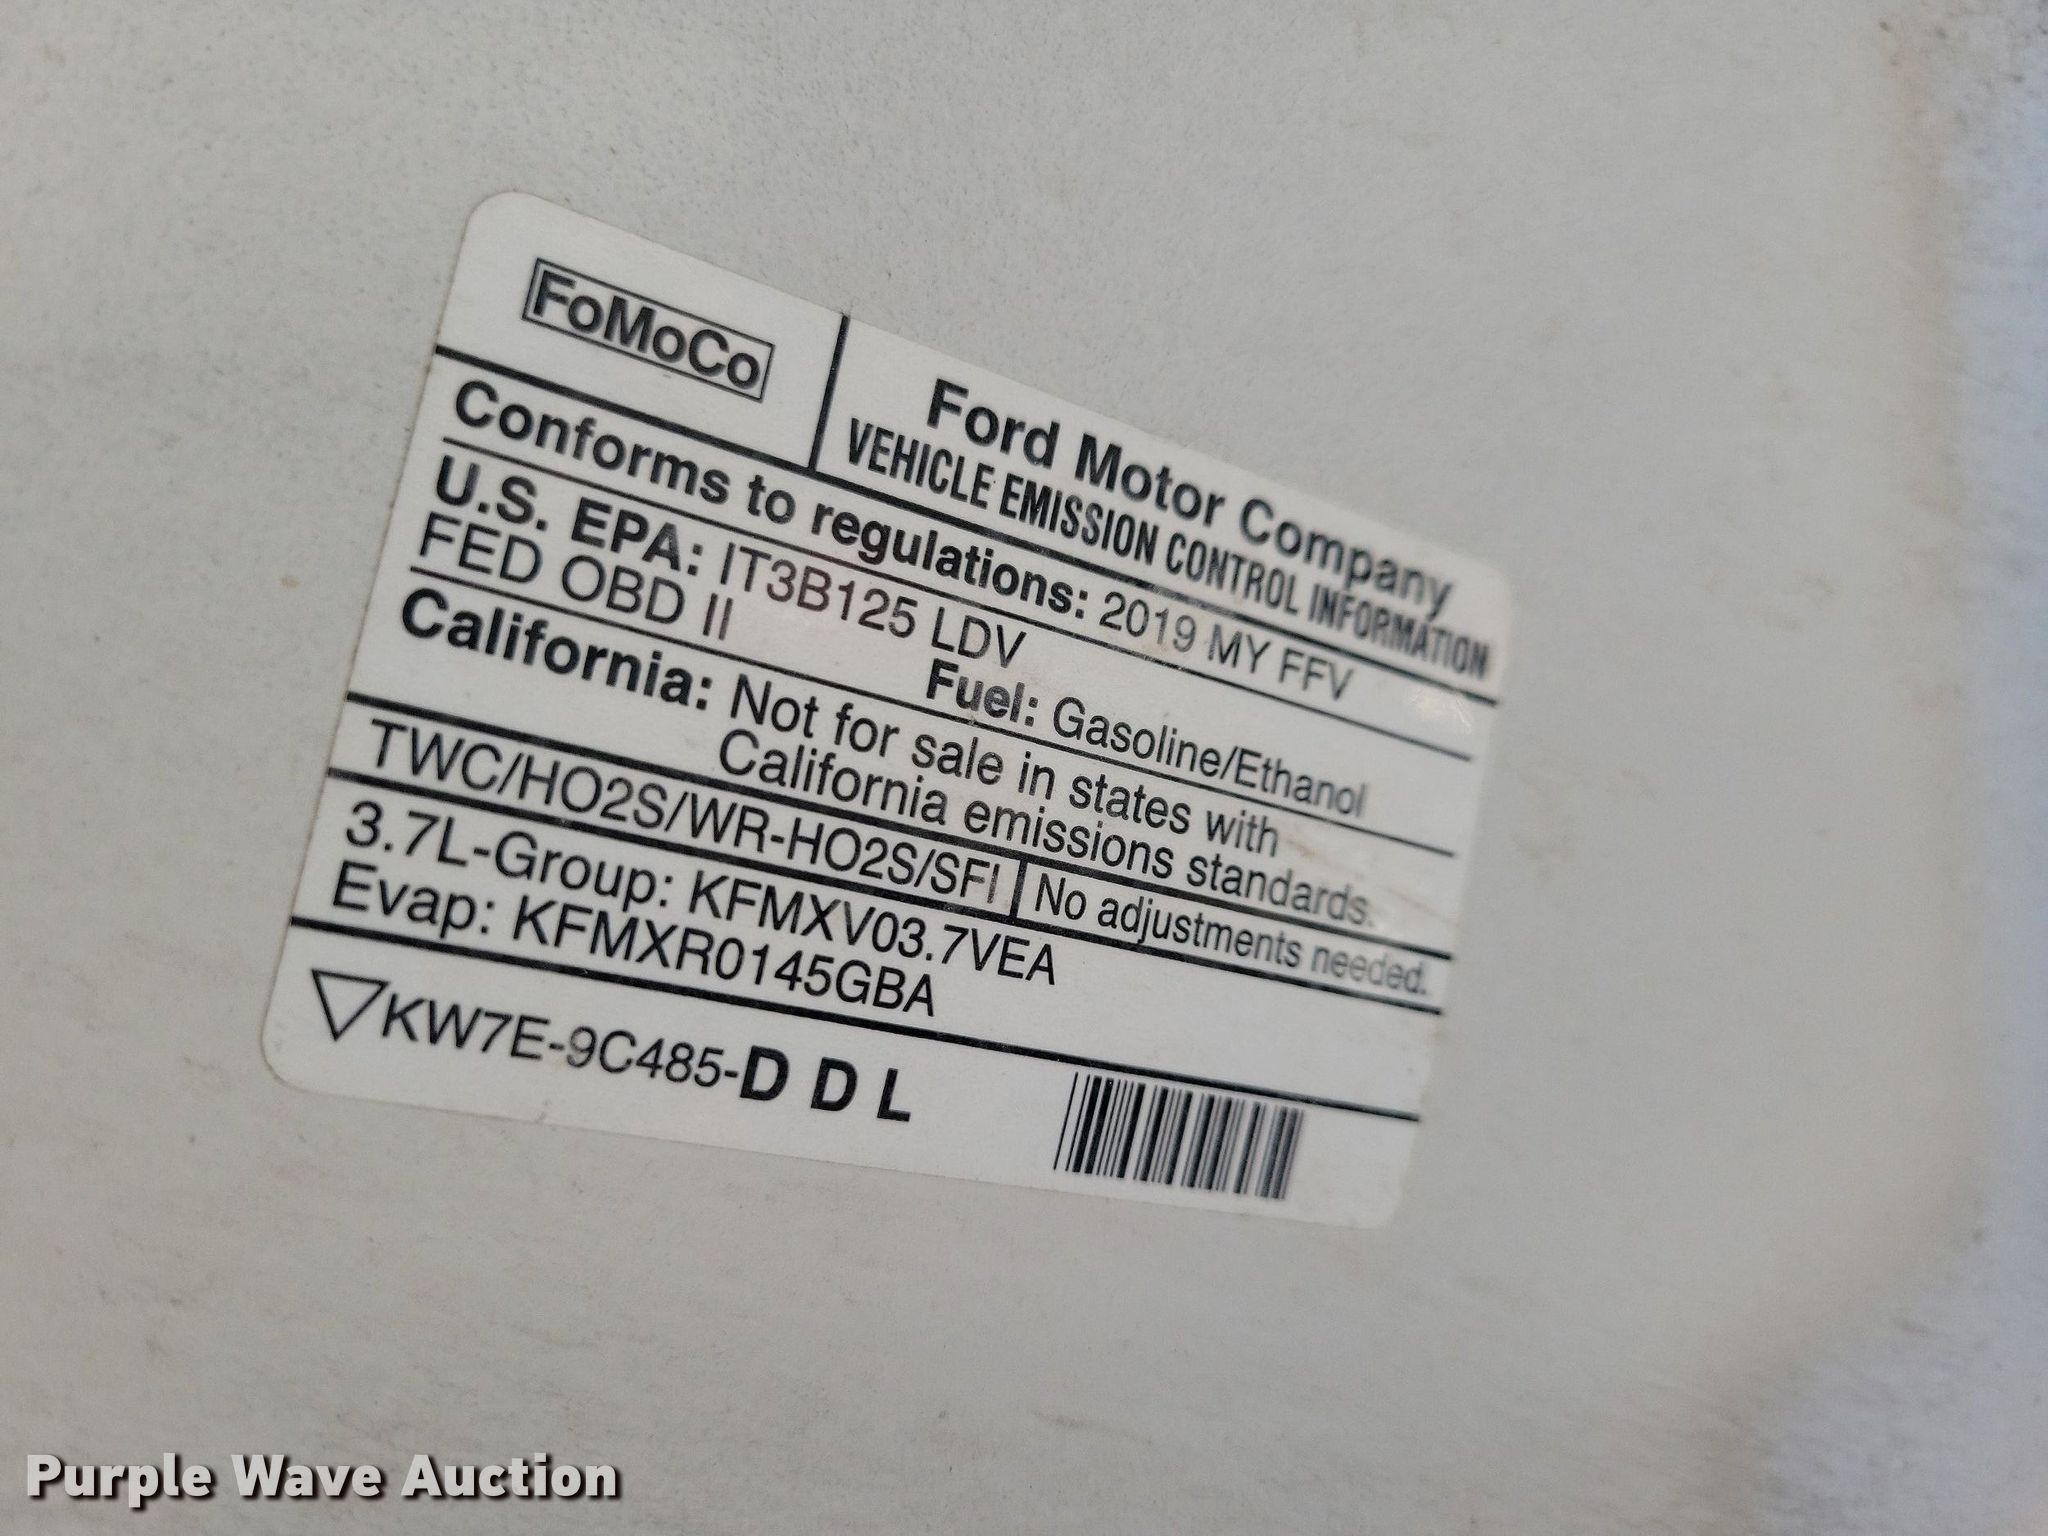 FoMoCo
Ford Motor Company
VEHICLE EMISSION CONTROL INFORMATION
Conforms to regulations: 2019 MY FFV
U.S. EPA: IT3B125 LDV
FED OBD II
Fuel: Gasoline/Ethanol
California: Not for sale in states with
California emissions standards.
TWC/HO2S/WR-HO2S/SFI
No adjustments needed.
3.7L-Group: KFMXV03.7VEA
Evap: KFMXR0145GBA
KW7E-9C485-D D L
Purple Wave Auction